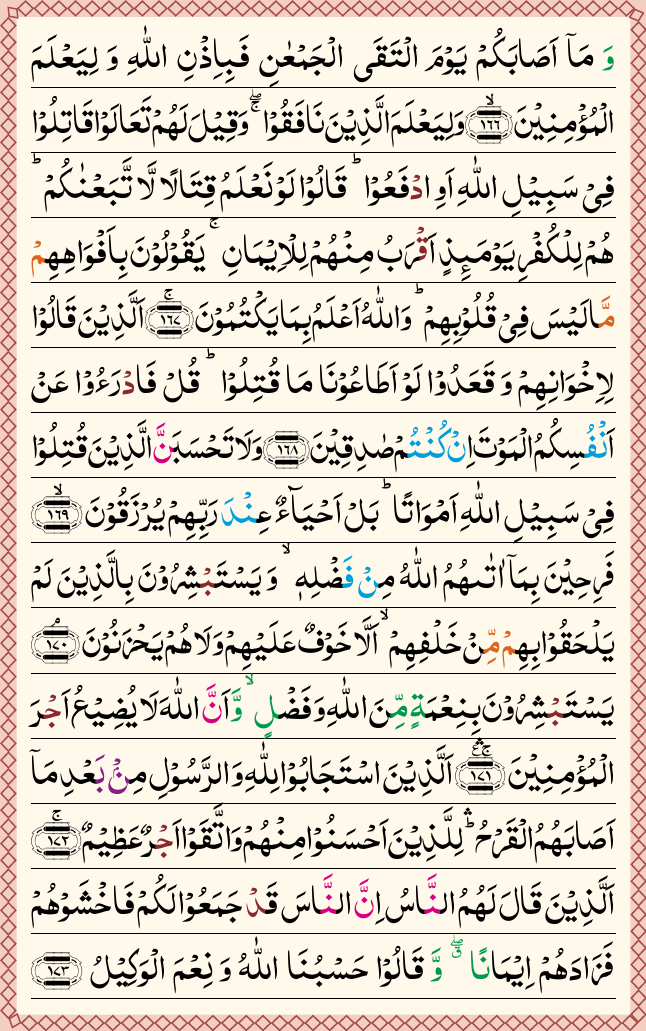 وَ مَاۤ اَصَابَكُمْ يَوْمَ الْتَقَى الْجَمْعٰنِ فَبِاِذْنِ اللّٰهِ وَ لِيَعْلَمَ
الْمُؤْمِنِيْنَ ۙ‏﴿۱۶۶﴾‏ وَلِيَعْلَمَ الَّذِيْنَ نَافَقُوْا ۖۚ وَقِيْلَ لَهُمْ تَعَالَوْا قَاتِلُوْا
فِىْ سَبِيْلِ اللّٰهِ اَوِ ادْفَعُوْا ؕ قَالُوْا لَوْ نَعْلَمُ قِتَالًا لَّا تَّبَعْنٰكُمْ ؕ
هُمْ لِلْكُفْرِ يَوْمَىِٕذٍ اَقْرَبُ مِنْهُمْ لِلْاِيْمَانِ ۚ يَقُوْلُوْنَ بِاَفْوَاهِهِمْ
مَّا لَيْسَ فِىْ قُلُوْبِهِمْ ؕ وَاللّٰهُ اَعْلَمُ بِمَا يَكْتُمُوْنَ ۚ‏﴿۱۶۷﴾‏ اَلَّذِيْنَ قَالُوْا
لِاِخْوَانِهِمْ وَ قَعَدُوْا لَوْ اَطَاعُوْنَا مَا قُتِلُوْا ؕ قُلْ فَادْرَءُوْا عَنْ
اَنْفُسِكُمُ الْمَوْتَ اِنْ كُنْتُمْ صٰدِقِيْنَ ‏﴿۱۶۸﴾‏ وَلَا تَحْسَبَنَّ الَّذِيْنَ قُتِلُوْا
فِىْ سَبِيْلِ اللّٰهِ اَمْوَاتًا ؕ بَلْ اَحْيَآءٌ عِنْدَ رَبِّهِمْ يُرْزَقُوْنَ ۙ‏﴿۱۶۹﴾‏
فَرِحِيْنَ بِمَاۤ اٰتٰٮهُمُ اللّٰهُ مِنْ فَضْلِهٖ ۙ وَ يَسْتَبْشِرُوْنَ بِالَّذِيْنَ لَمْ
يَلْحَقُوْا بِهِمْ مِّنْ خَلْفِهِمْ ۙ اَلَّا خَوْفٌ عَلَيْهِمْ وَلَا هُمْ يَحْزَنُوْنَ ۘ‏﴿۱۷۰﴾‏
يَسْتَبْشِرُوْنَ بِنِعْمَةٍ مِّنَ اللّٰهِ وَفَضْلٍ ۙ وَّاَنَّ اللّٰهَ لَا يُضِيْعُ اَجْرَ
الْمُؤْمِنِيْنَ ۛۚ ‏﴿۱۷۱﴾‏ اَلَّذِيْنَ اسْتَجَابُوْا لِلّٰهِ وَالرَّسُوْلِ مِنْۢ بَعْدِ مَاۤ
اَصَابَهُمُ الْقَرْحُ ۛؕ لِلَّذِيْنَ اَحْسَنُوْا مِنْهُمْ وَاتَّقَوْا اَجْرٌ عَظِيْمٌ ۚ‏﴿۱۷۲﴾‏
اَلَّذِيْنَ قَالَ لَهُمُ النَّاسُ اِنَّ النَّاسَ قَدْ جَمَعُوْا لَكُمْ فَاخْشَوْهُمْ
فَزَادَهُمْ اِيْمَانًا ۖۗ وَّ قَالُوْا حَسْبُنَا اللّٰهُ وَ نِعْمَ الْوَكِيْلُ ‏﴿۱۷۳﴾‏